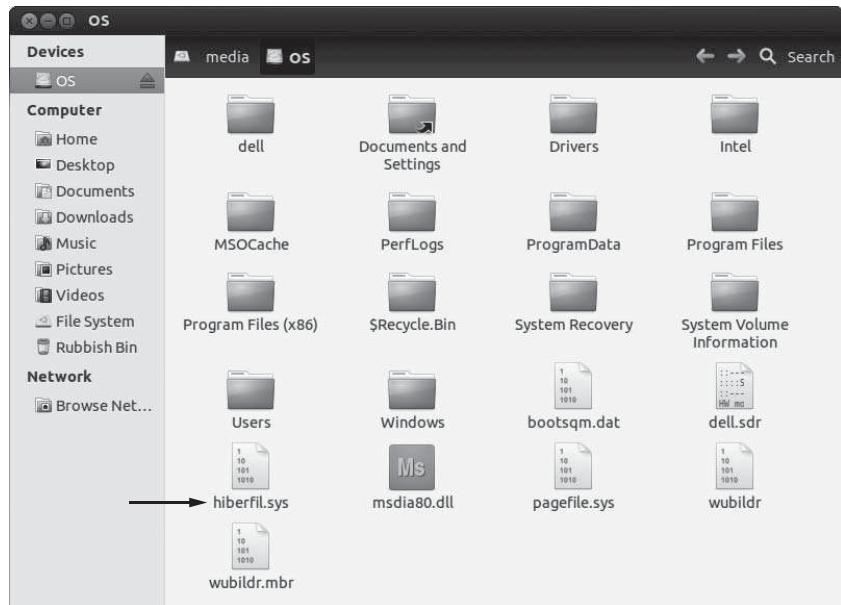 OS
Devices
OS
Computer
Home
Desktop
Documents
Downloads
Music
Pictures
Videos
File System
Rubbish Bin
Network
Browse Net...
media OS Search
dell Documents and Settings Drivers Intel
MSOCache PerfLogs ProgramData Program Files
Program Files (x86) $Recycle.Bin System Recovery System Volume Information
Users Windows bootsqm.dat dell.sdr
hiberfil.sys msdia80.dll pagefile.sys wubildr
wubildr.mbr